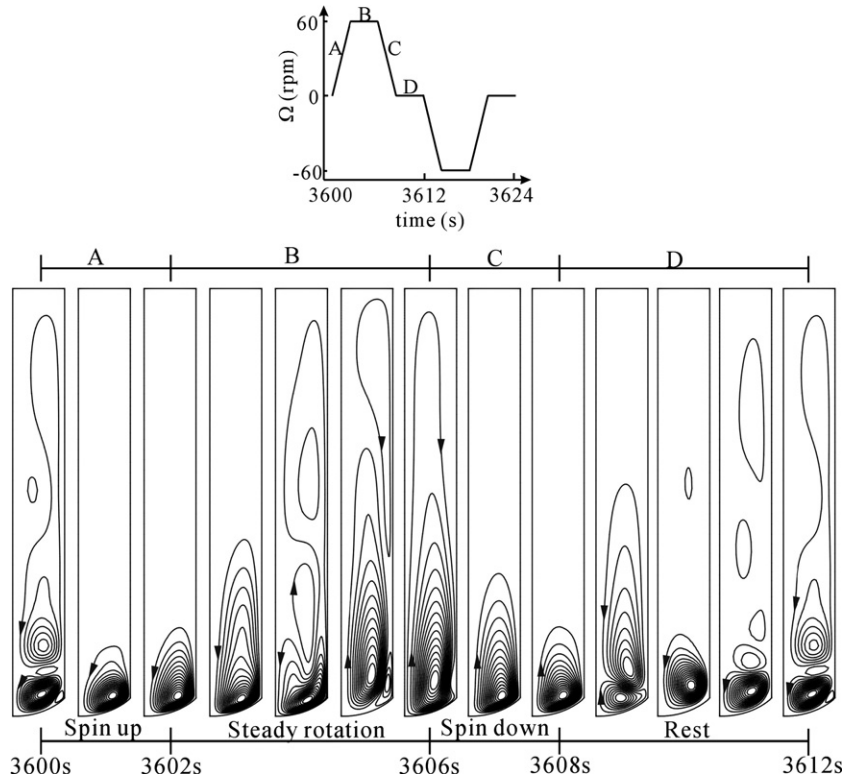 60
B
A
C
Ω (rpm)
D
0
-60
3600
3612
3624
time (s)
A
B
C
D
Spin up
Steady rotation
Spin down
Rest
3600s
3602s
3606s
3608s
3612s